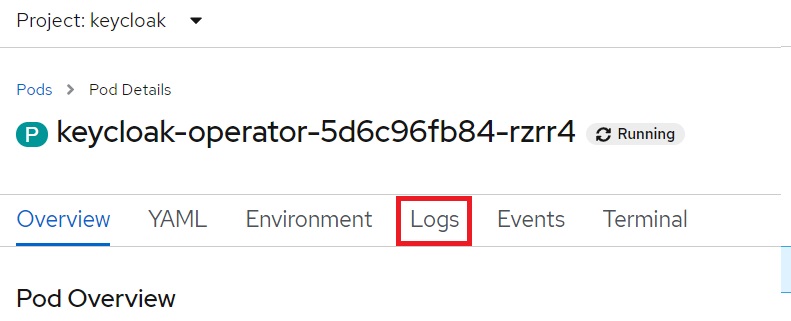 Project: keycloak
Pods > Pod Details
P keycloak-operator-5d6c96fb84-rzrr4 Running
Overview YAML Environment Logs Events Terminal
Pod Overview